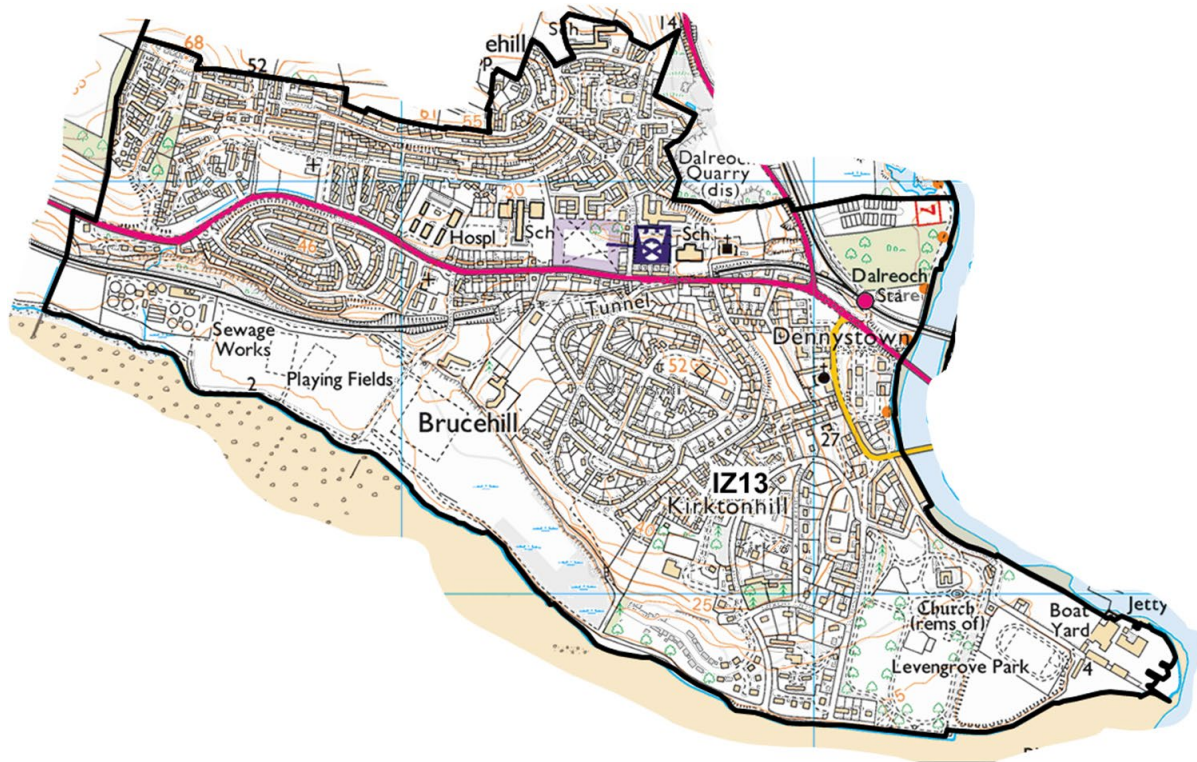 14
Sch
68
ehill
52
61
55
Dalreoch
Quarry
(dis)
30
7
Hospl
Sch
Sch
46
Dalreoch
Sta
Tunnel
Sewage
Works
Dennystown
Playing Fields
52
2
Brucehill
27
IZ13
Kirktonhill
40
25
Church
(rems of)
Boat
Yard
Jetty
Levengrove Park
4
5